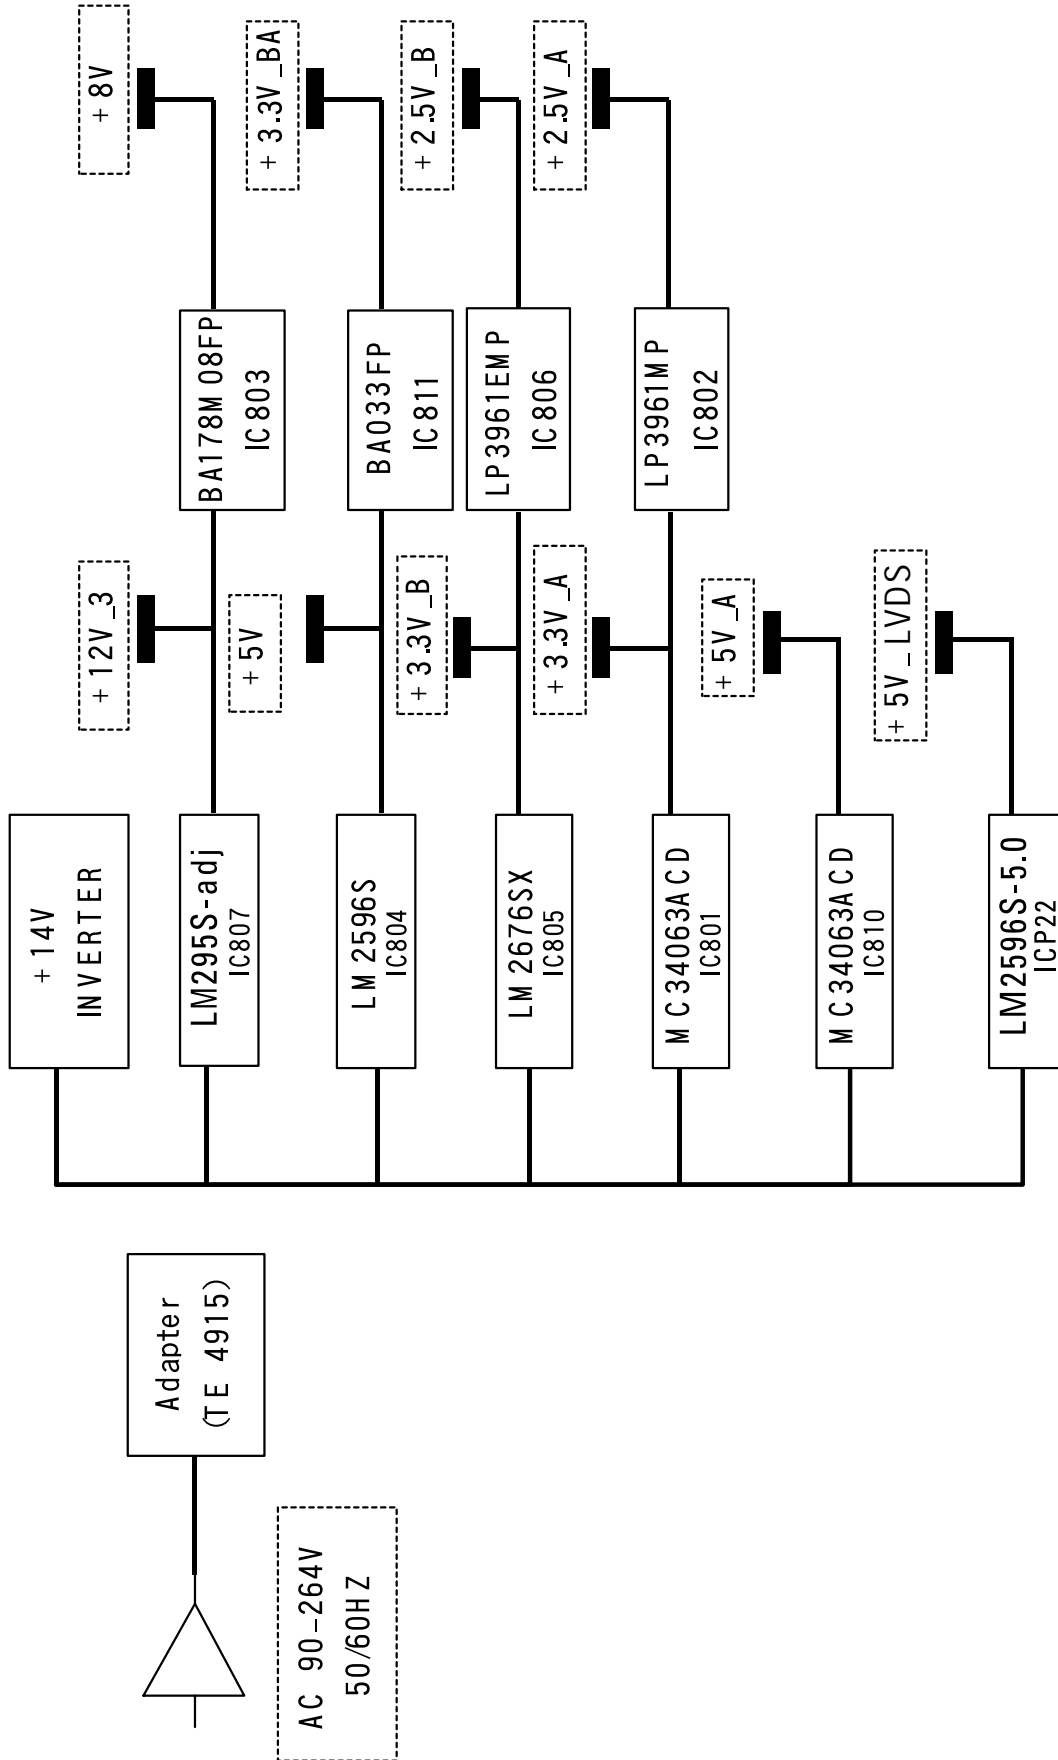 AC 90-264V
50/60HZ
Adapter
(TE 4915)
+14V
INVERTER
LM295S-adj
IC807
+12V_3
BA178M08FP
IC803
+8V
LM2596S
IC804
+5V
BA033FP
IC811
+3.3V_BA
LM2676SX
IC805
+3.3V_B
LP3961EMP
IC806
+2.5V_B
MC34063ACD
IC801
+3.3V_A
LP3961MP
IC802
+2.5V_A
MC34063ACD
IC810
+5V_A
LM2596S-5.0
ICP22
+5V_LVDS